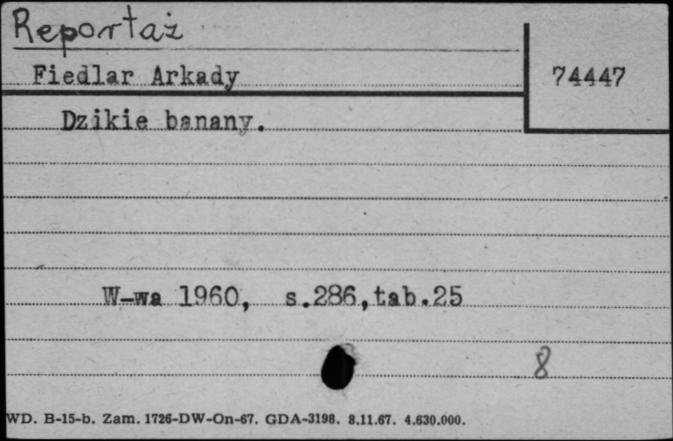 Reportaż
Fiedlar Arkady
74447
Dzikie banany.
W-wa 1960, s.286,tab.25
8
WD. B-15-b. Zam. 1726-DW-On-67. GDA-3198. 8.11.67. 4.630.000.